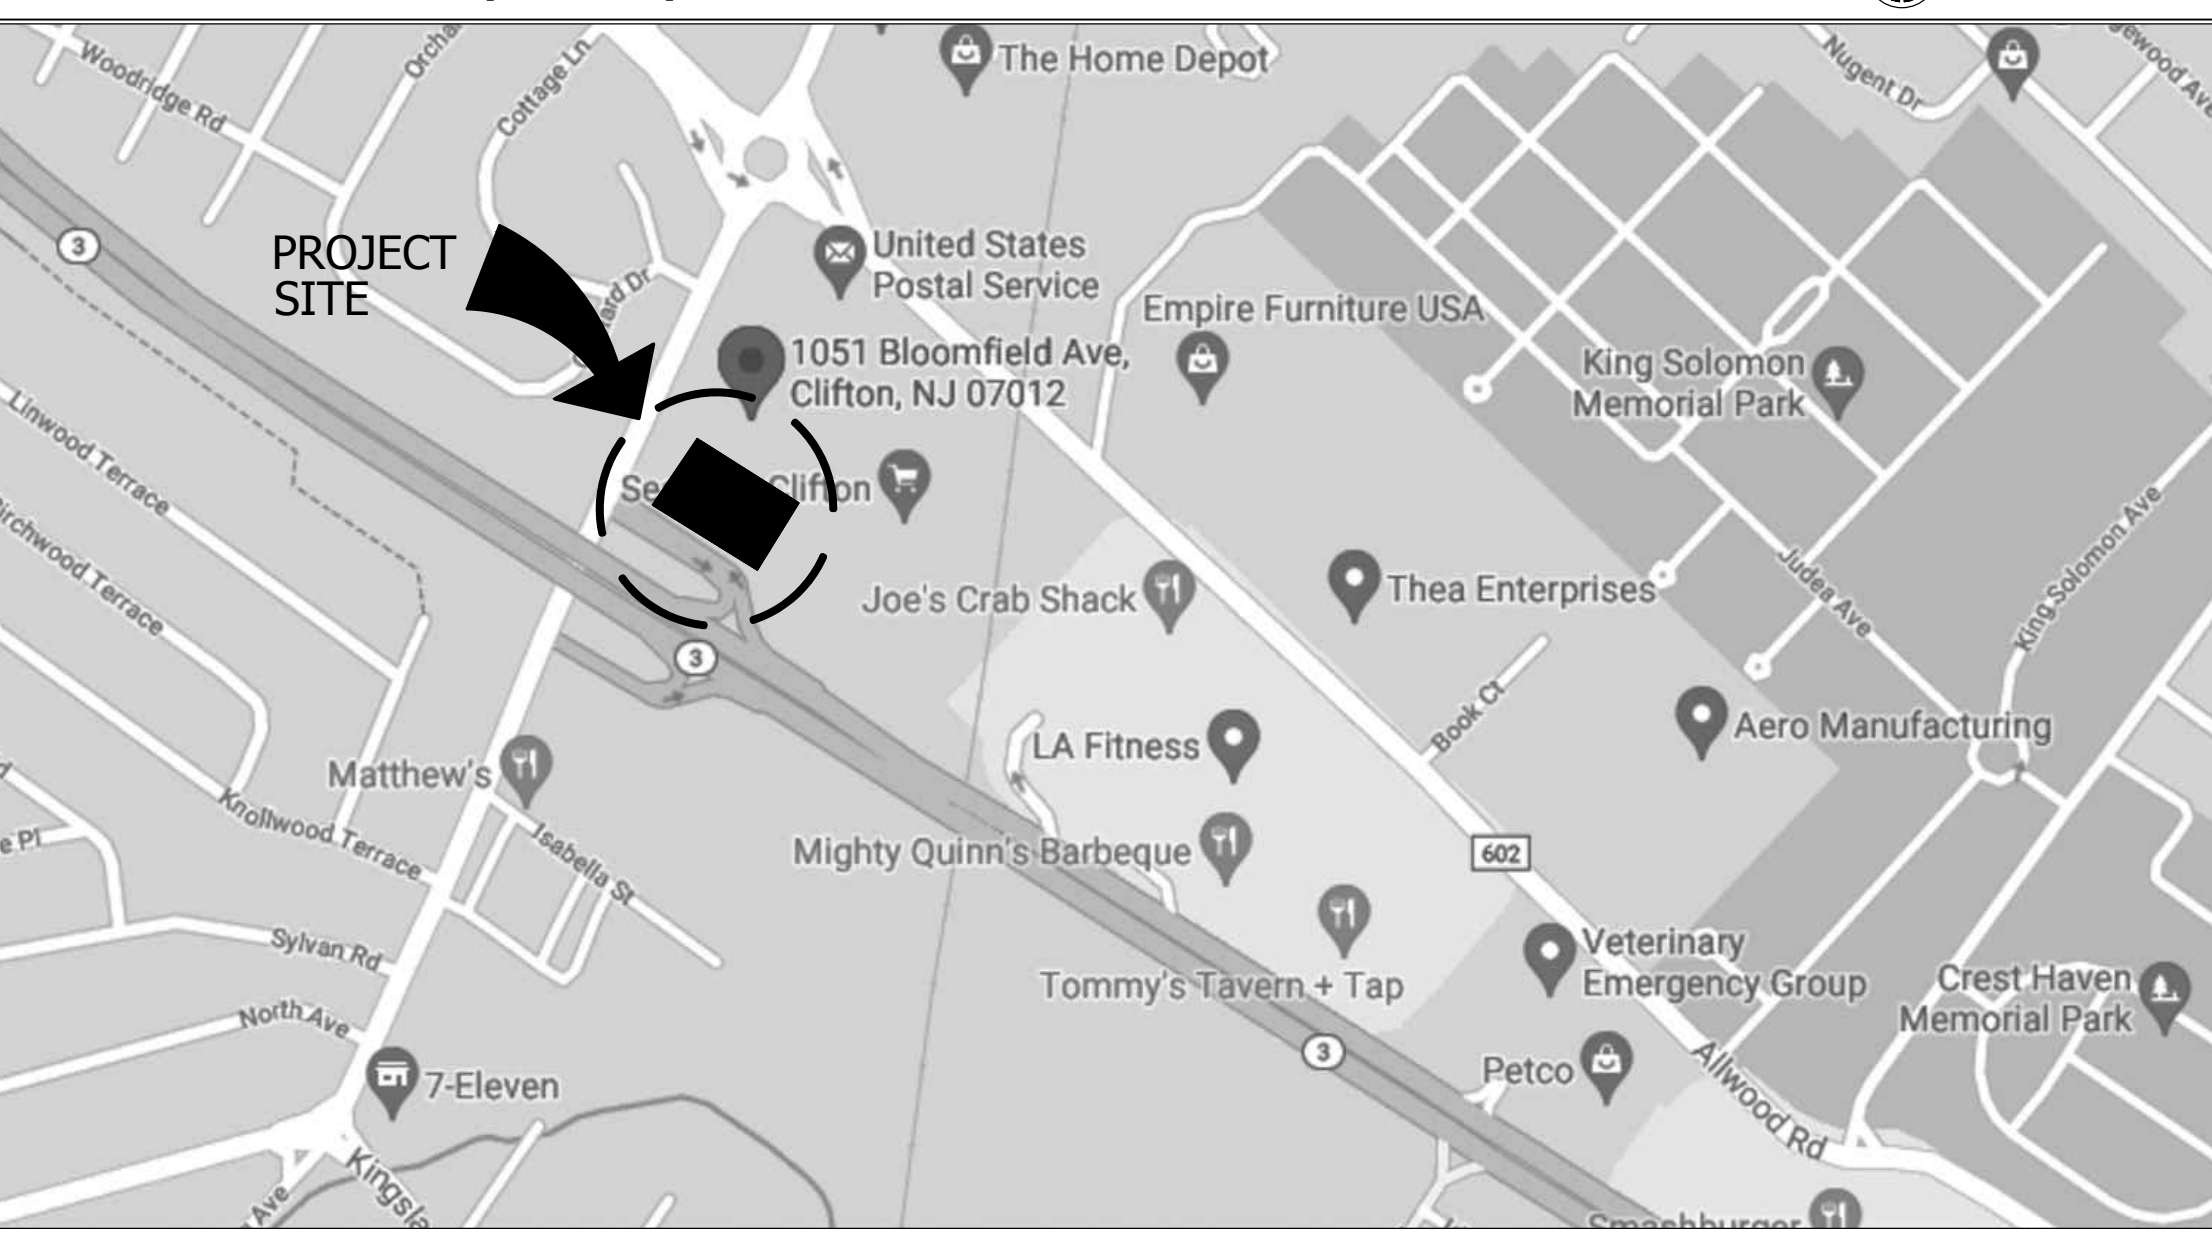 The Home Depot
Woodridge Rd
Cottage Ln
Nugent Dr
3
PROJECT
SITE
United States
Postal Service
Empire Furniture USA
1051 Bloomfield Ave,
Clifton, NJ 07012
King Solomon
Memorial Park
Linwood Terrace
Clifton
Joe's Crab Shack
Thea Enterprises
Judea Ave
King Solomon Ave
3
Book Ct
Aero Manufacturing
LA Fitness
Matthew's
Knollwood Terrace
Isabella St
Mighty Quinn's Barbeque
602
Sylvan Rd
Veterinary
Emergency Group
Tommy's Tavern + Tap
Crest Haven
Memorial Park
North Ave
3
Petco
7-Eleven
Allwood Rd
Smashburger